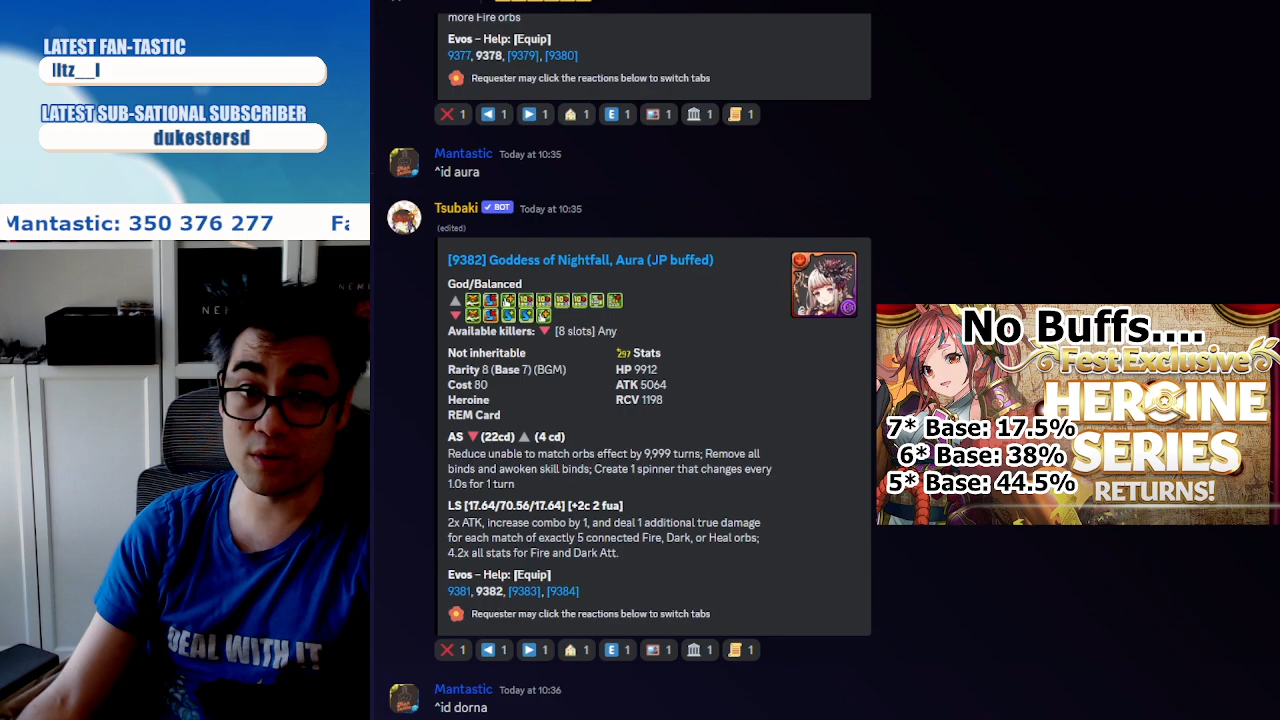 LATEST FAN-TASTIC
LATEST SUB-SATIONAL SUBSCRIBER
dukestersd
Mantastic: 350 376 277
DEAL WITH IT
more Fire orbs
Evos – Help: [Equip]
9377, 9378, [9379], [9380]
Requester may click the reactions below to switch tabs
1 1 1 1 E 1 1 1 1
Mantastic Today at 10:35
^id aura
Tsubaki ✓ BOT Today at 10:35
(edited)
[9382] Goddess of Nightfall, Aura (JP buffed)
God/Balanced
Available killers: [8 slots] Any
Not inheritable
Rarity 8 (Base 7) (BGM)
Cost 80
Heroine
REM Card
+297 Stats
HP 9912
ATK 5064
RCV 1198
AS (22cd) (4 cd)
Reduce unable to match orbs effect by 9,999 turns; Remove all
binds and awoken skill binds; Create 1 spinner that changes every
1.0s for 1 turn
LS [17.64/70.56/17.64] [+2c 2 fua]
2x ATK, increase combo by 1, and deal 1 additional true damage
for each match of exactly 5 connected Fire, Dark, or Heal orbs;
4.2x all stats for Fire and Dark Att.
Evos – Help: [Equip]
9381, 9382, [9383], [9384]
Requester may click the reactions below to switch tabs
1 1 1 1 E 1 1 1 1
Mantastic Today at 10:36
^id dorna
No Buffs....
Fest Exclusive
HEROINE
SERIES
RETURNS!
7* Base: 17.5%
6* Base: 38%
5* Base: 44.5%